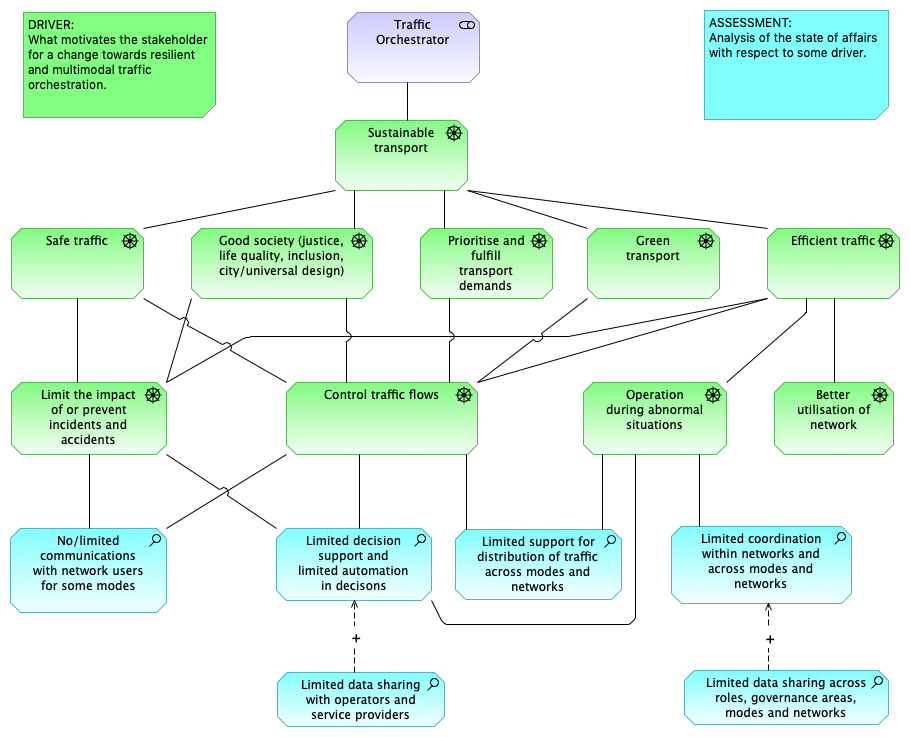 DRIVER:
What motivates the stakeholder
for a change towards resilient
and multimodal traffic
orchestration.
Traffic
Orchestrator
ASSESSMENT:
Analysis of the state of affairs
with respect to some driver.
Sustainable
transport
Safe traffic
Good society (justice,
life quality, inclusion,
city/universal design)
Prioritise and
fulfill
transport
demands
Green
transport
Efficient traffic
Limit the impact
of or prevent
incidents and
accidents
Control traffic flows
Operation
during abnormal
situations
Better
utilisation of
network
No/limited
communications
with network users
for some modes
Limited decision
support and
limited automation
in decisons
Limited support for
distribution of traffic
across modes and
networks
Limited coordination
within networks and
across modes and
networks
+
+
Limited data sharing
with operators and
service providers
Limited data sharing across
roles, governance areas,
modes and networks